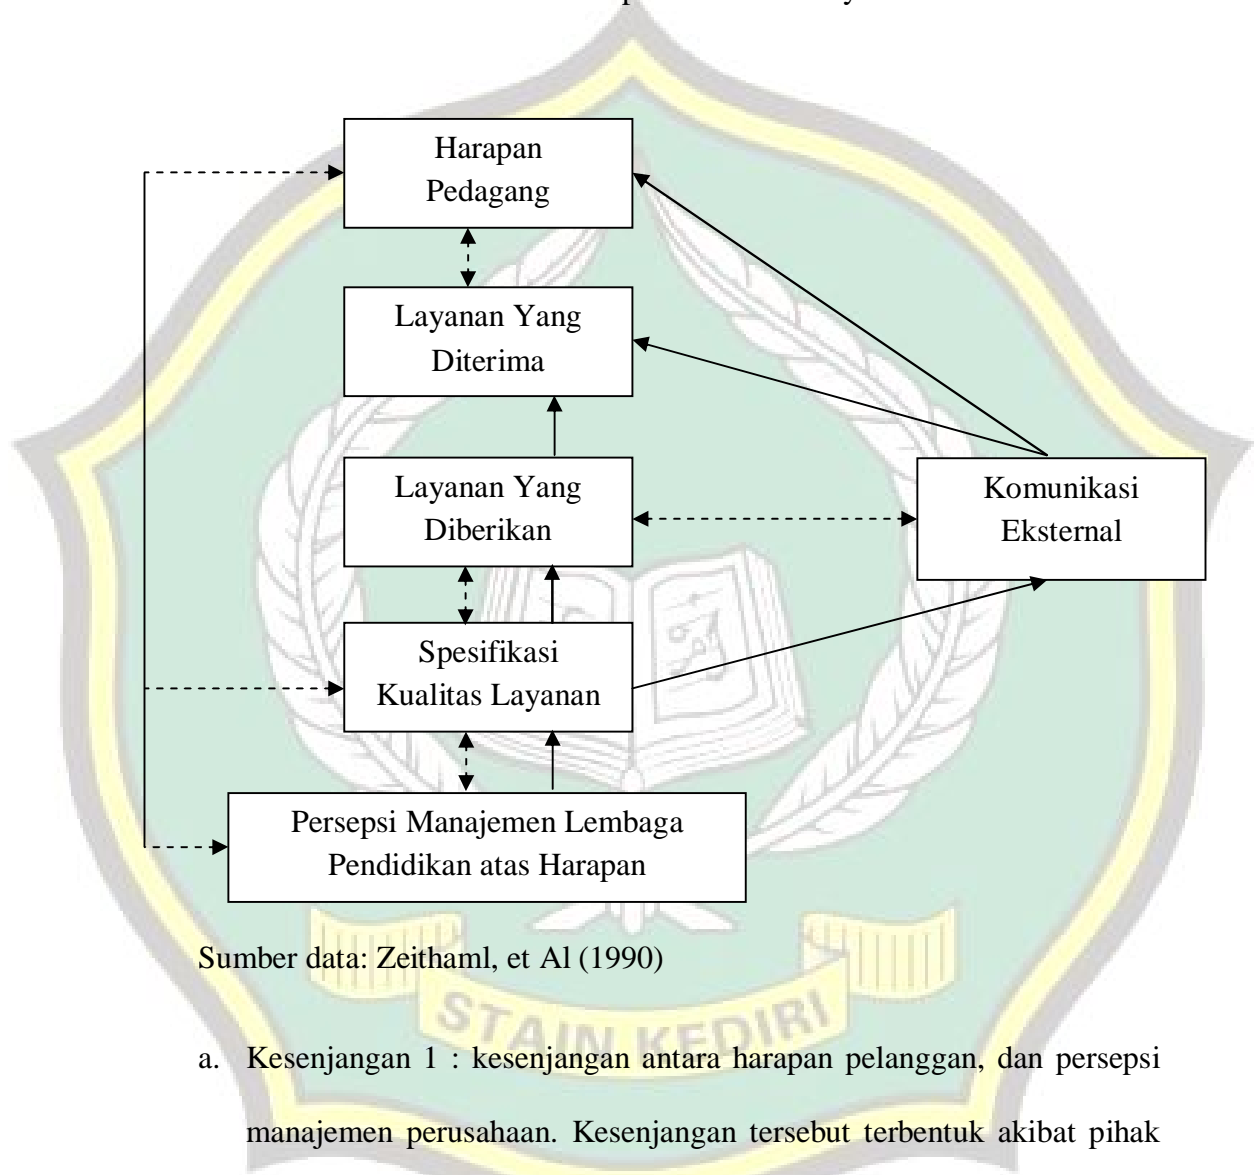 Harapan
Pedagang
Layanan Yang
Diterima
Layanan Yang
Diberikan
Komunikasi
Eksternal
Spesifikasi
Kualitas Layanan
Persepsi Manajemen Lembaga
Pendidikan atas Harapan
Sumber data: Zeithaml, et Al (1990)
STAIN KEDIRI
a. Kesenjangan 1 : kesenjangan antara harapan pelanggan, dan persepsi
manajemen perusahaan. Kesenjangan tersebut terbentuk akibat pihak